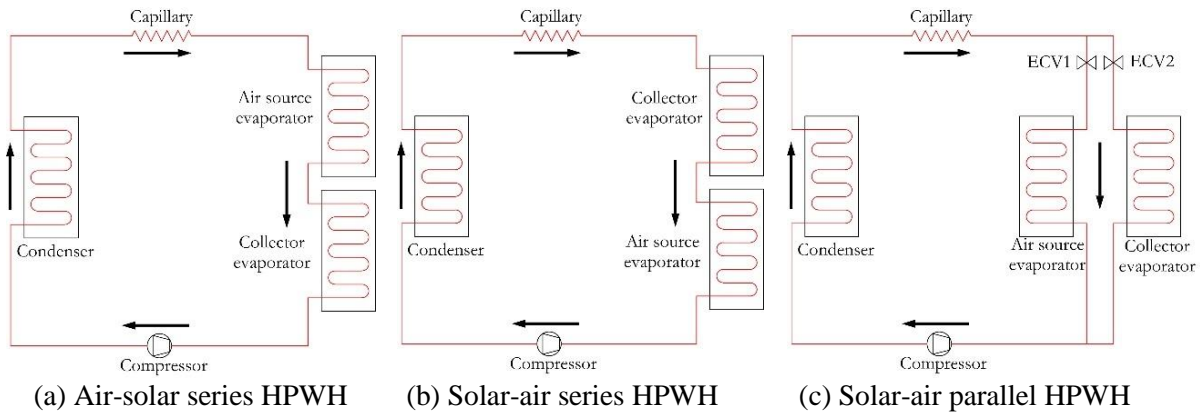 Capillary
Air source
evaporator
Condenser
Collector
evaporator
Compressor
(a) Air-solar series HPWH
Capillary
Collector
evaporator
Condenser
Air source
evaporator
Compressor
(b) Solar-air series HPWH
Capillary
ECV1
ECV2
Condenser
Air source
evaporator
Collector
evaporator
Compressor
(c) Solar-air parallel HPWH